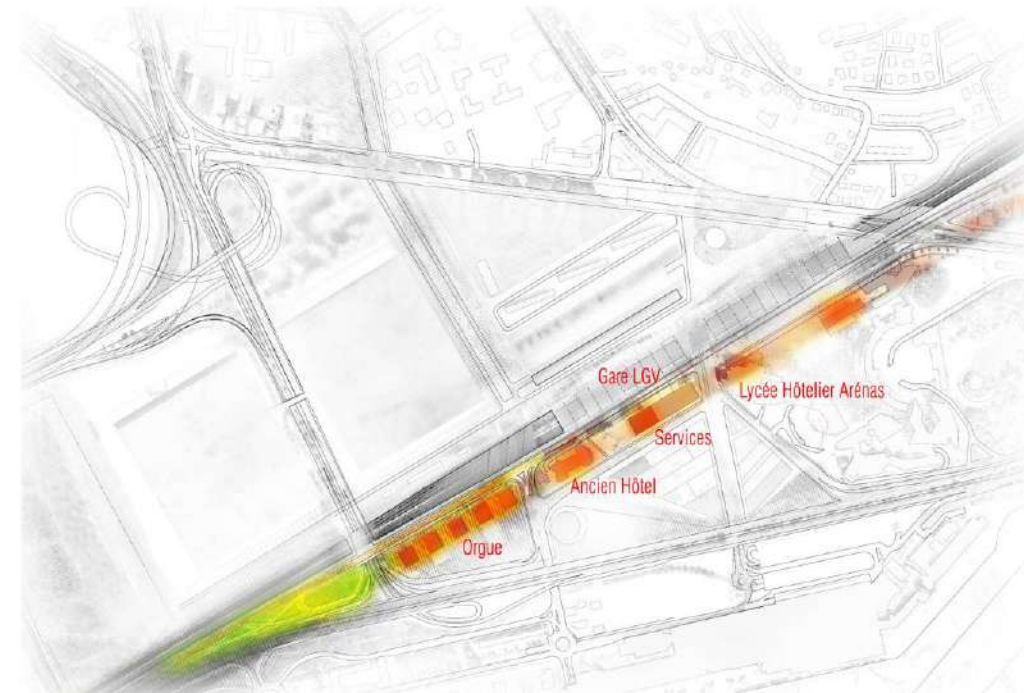 Gare LGV
Lycée Hôtelier Arénas
Services
Ancien Hôtel
Orgue